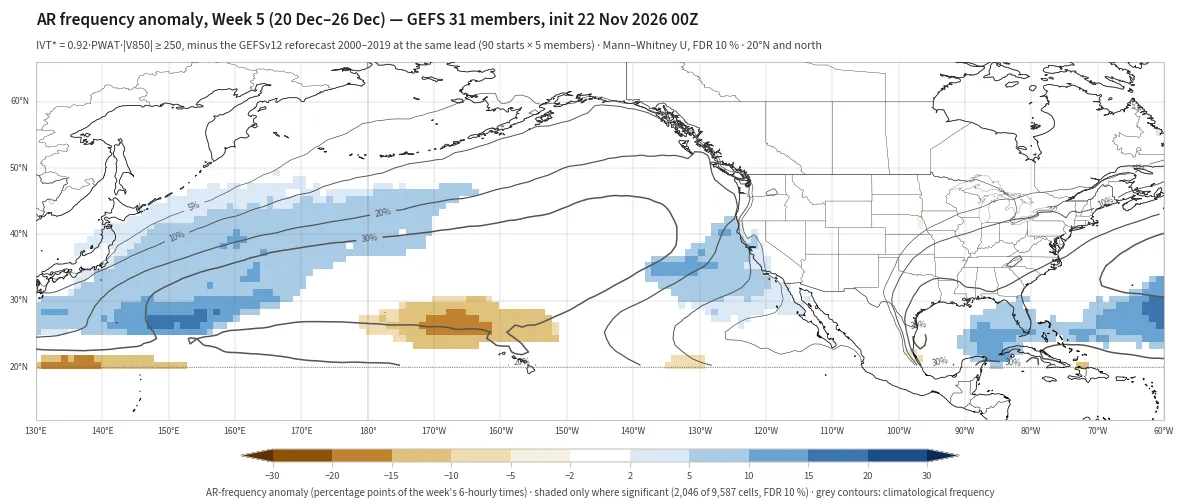 AR frequency anomaly, Week 5 (20 Dec–26 Dec) — GEFS 31 members, init 22 Nov 2026 00Z
IVT* = 0.92·PWAT·|V850| ≥ 250, minus the GEFSv12 reforecast 2000–2019 at the same lead (90 starts × 5 members) · Mann–Whitney U, FDR 10 % · 20°N and north
60°N
50°N
40°N
30°N
20°N
5%
10%
20%
30%
10%
30%
30%
130°E 140°E 150°E 160°E 170°E 180° 170°W 160°W 150°W 140°W 130°W 120°W 110°W 100°W 90°W 80°W 70°W 60°W
−30 −20 −15 −10 −5 −2 2 5 10 15 20 30
AR-frequency anomaly (percentage points of the week's 6-hourly times) · shaded only where significant (2,046 of 9,587 cells, FDR 10 %) · grey contours: climatological frequency